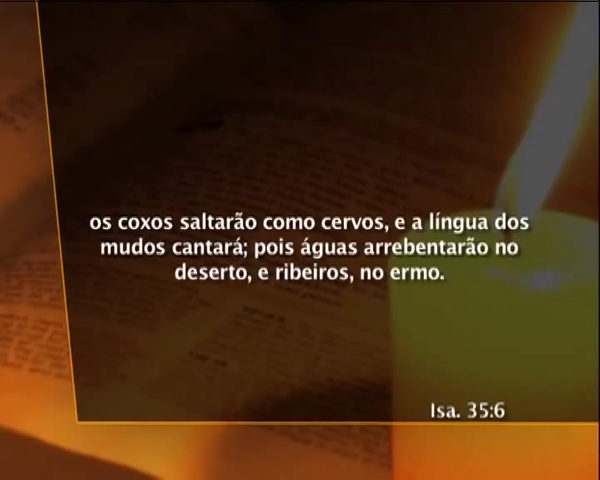 os coxos saltarão como cervos, e a língua dos
mudos cantará; pois águas arrebentarão no
deserto, e ribeiros, no ermo.
Isa. 35:6